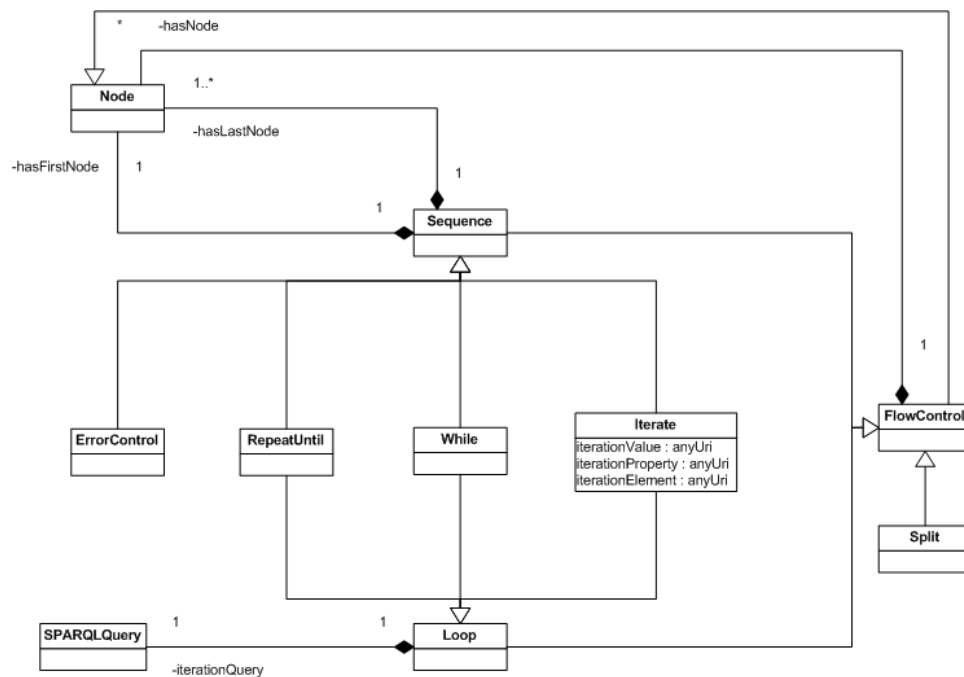 * -hasNode
1..*
Node
-hasLastNode
-hasFirstNode 1
1
1
Sequence
1
FlowControl
Iterate
iterationValue : anyUri
iterationProperty : anyUri
iterationElement : anyUri
ErrorControl
RepeatUntil
While
Split
1 1
SPARQLQuery
Loop
-iterationQuery